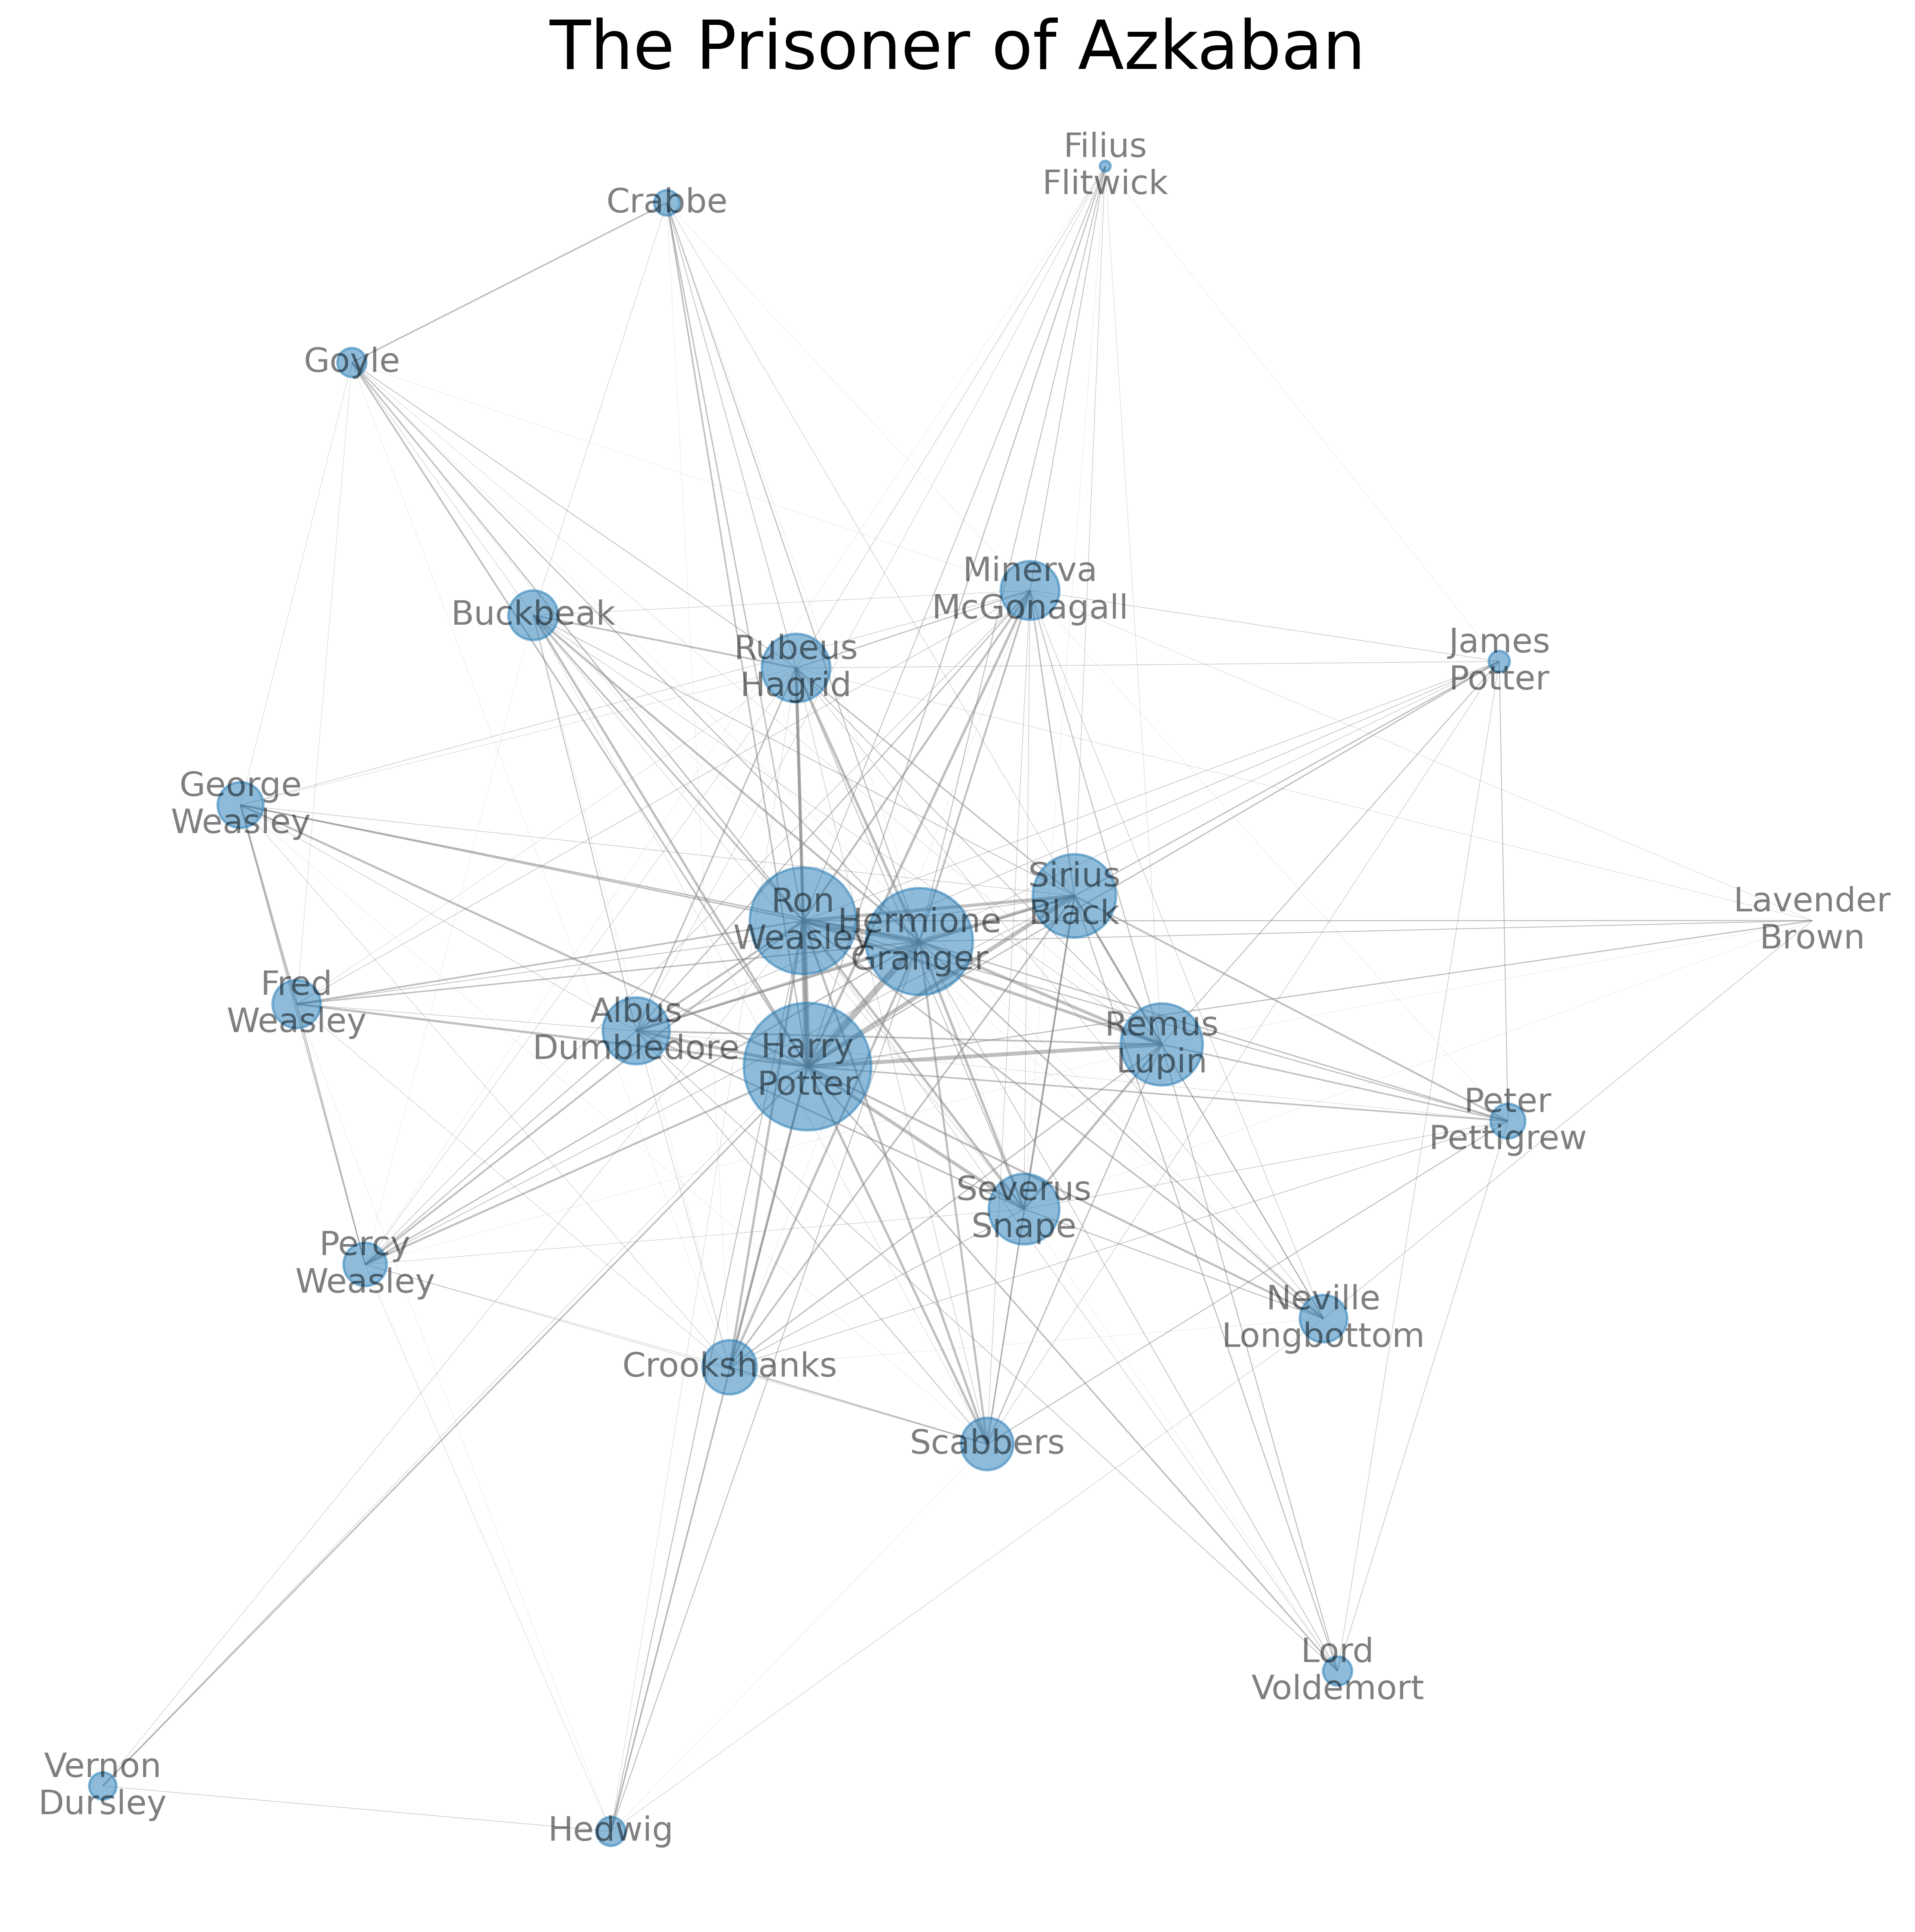 The Prisoner of Azkaban
Filius
Flitwick
Crabbe
Goyle
Minerva
McGonagall
Buckbeak
Rubeus
Hagrid
James
Potter
George
Weasley
Sirius
Black
Ron
Weasley
Hermione
Granger
Lavender
Brown
Fred
Weasley
Albus
Dumbledore
Harry
Potter
Remus
Lupin
Peter
Pettigrew
Severus
Snape
Percy
Weasley
Neville
Longbottom
Crookshanks
Scabbers
Lord
Voldemort
Vernon
Dursley
Hedwig